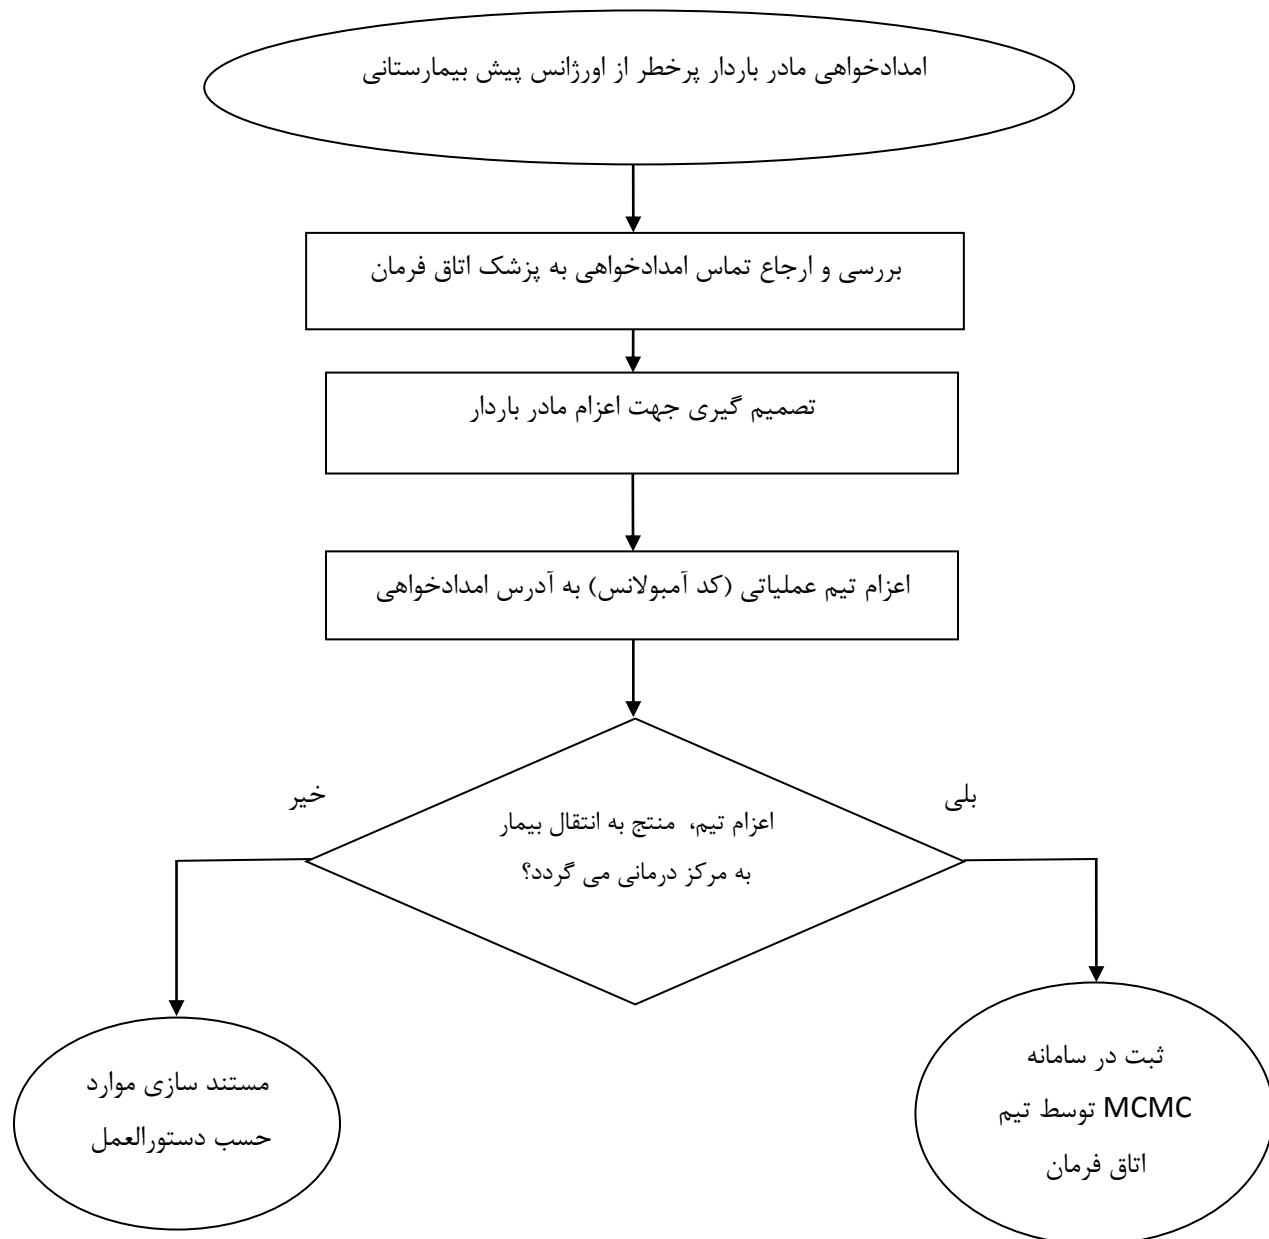 امدادخواهی مادر باردار پرخطر از اورژانس پیش بیمارستانی
بررسی و ارجاع تماس امدادخواهی به پزشک اتاق فرمان
تصمیم گیری جهت اعزام مادر باردار
اعزام تیم عملیاتی (کد آمبولانس) به آدرس امدادخواهی
بلی
خیر
اعزام تیم، منتج به انتقال بیمار
به مرکز درمانی می گردد؟
ثبت در سامانه
MCMC توسط تیم
اتاق فرمان
مستند سازی موارد
حسب دستورالعمل